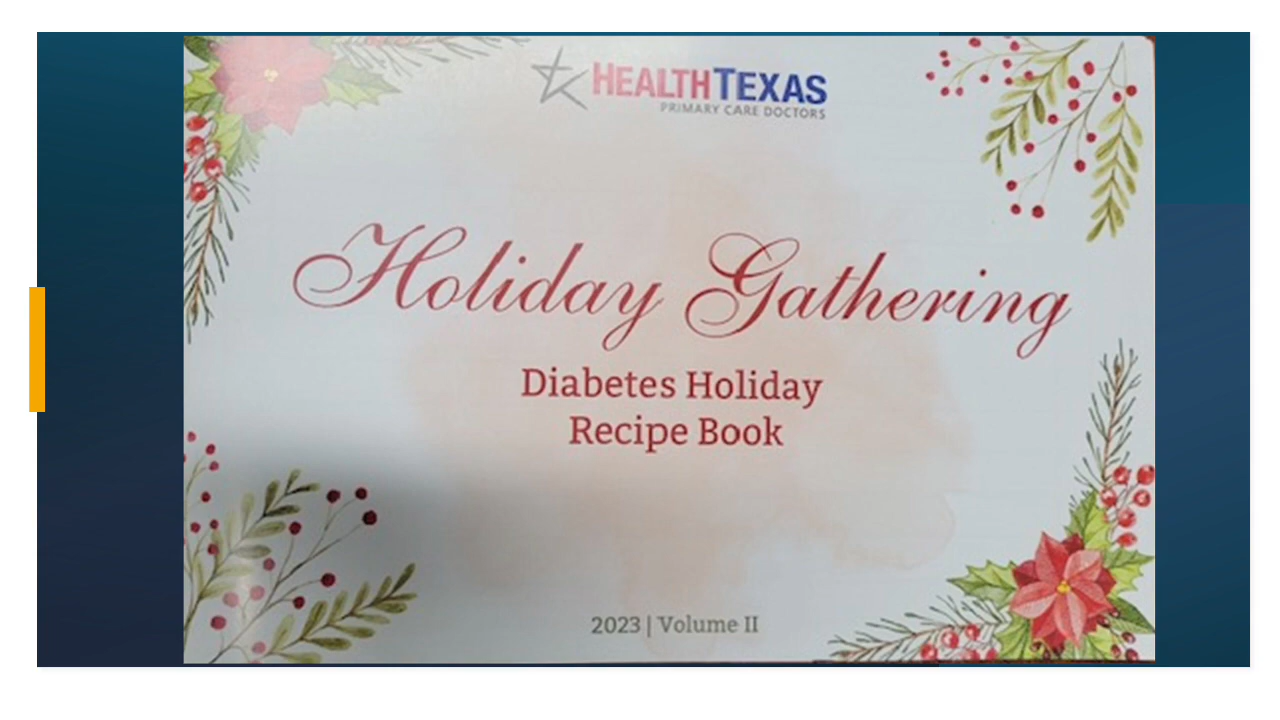 HEALTHTEXAS
PRIMARY CARE DOCTORS
Holiday Gathering
Diabetes Holiday
Recipe Book
2023 | Volume II